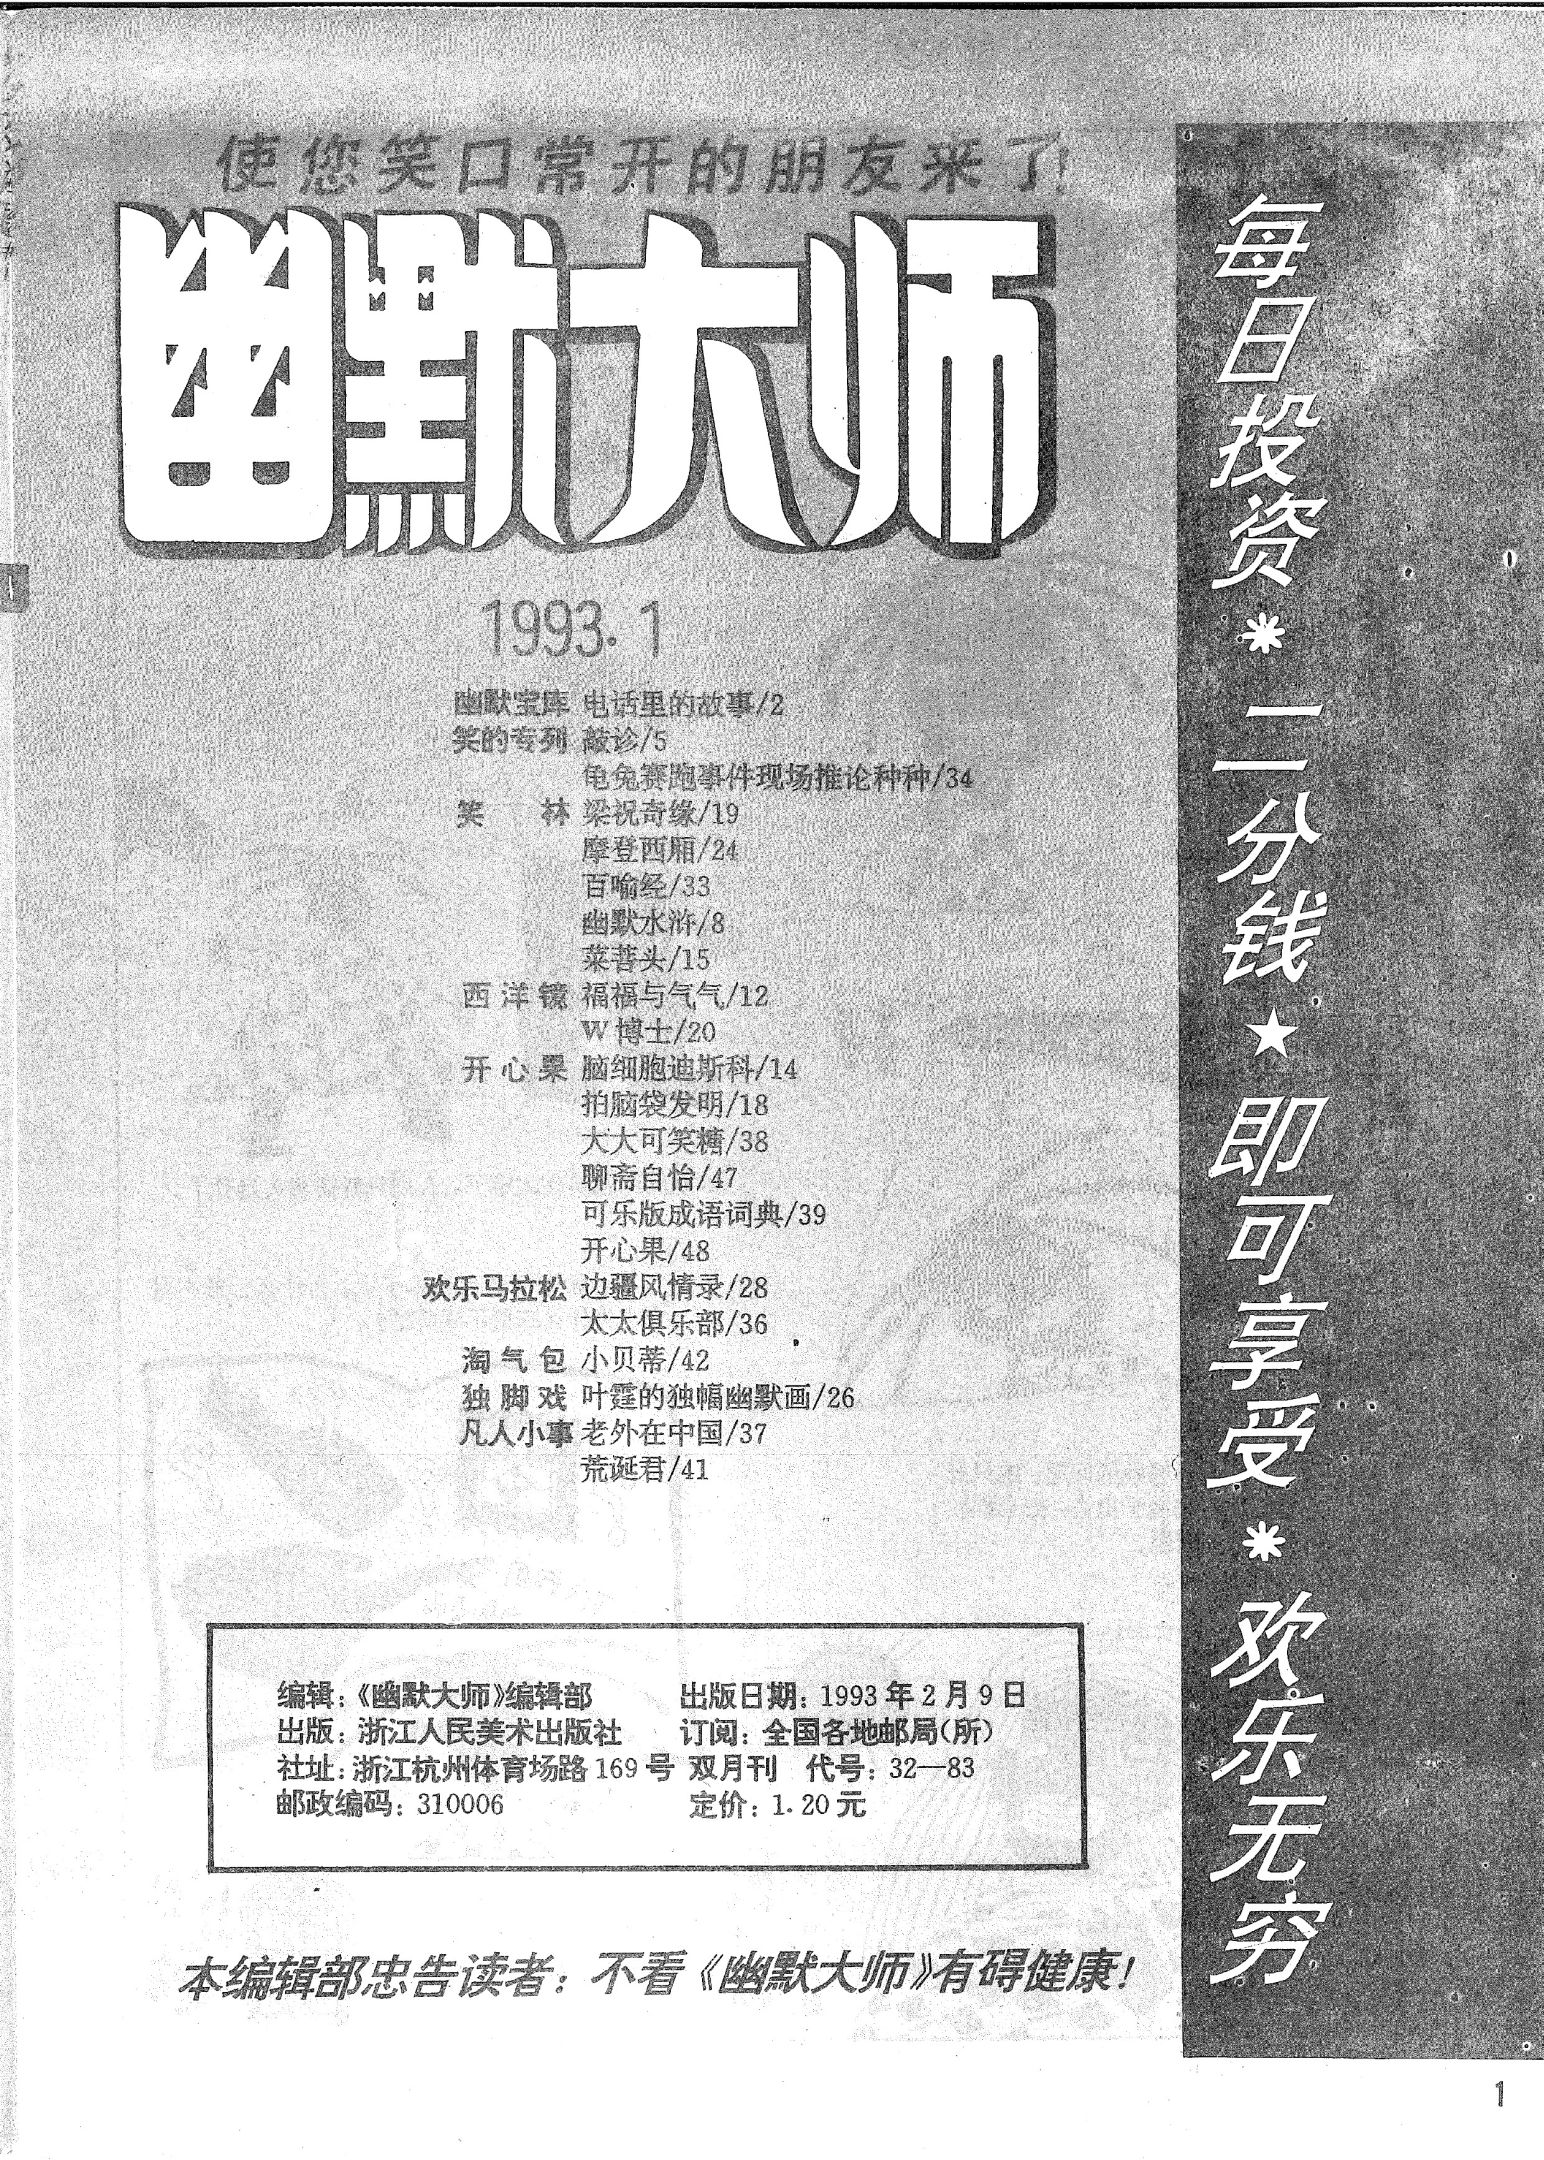 使您笑口常开的朋友来了!
幽默大师
1993.1
幽默宝库 电话里的故事/2
笑的专列 敲诊/5
龟兔赛跑事件现场推论种种/34
笑林 梁祝奇缘/19
摩登西厢/24
百喻经/33
幽默水浒/8
菜菩头/15
西洋镜 福福与气气/12
W博士/20
开心果 脑细胞迪斯科/14
拍脑袋发明/18
大大可笑糖/38
聊斋自怡/47
可乐版成语词典/39
开心果/48
欢乐马拉松 边疆风情录/28
太太俱乐部/36
淘气包 小贝蒂/42
独脚戏 叶霆的独幅幽默画/26
凡人小事 老外在中国/37
荒诞君/41
编辑:《幽默大师》编辑部 出版日期: 1993年2月9日
出版: 浙江人民美术出版社 订阅: 全国各地邮局(所)
社址: 浙江杭州体育场路169号 双月刊 代号: 32—83
邮政编码: 310006 定价: 1.20元
本编辑部忠告读者: 不看《幽默大师》有碍健康!
每日投资*二分钱★即可享受*欢乐无穷
1